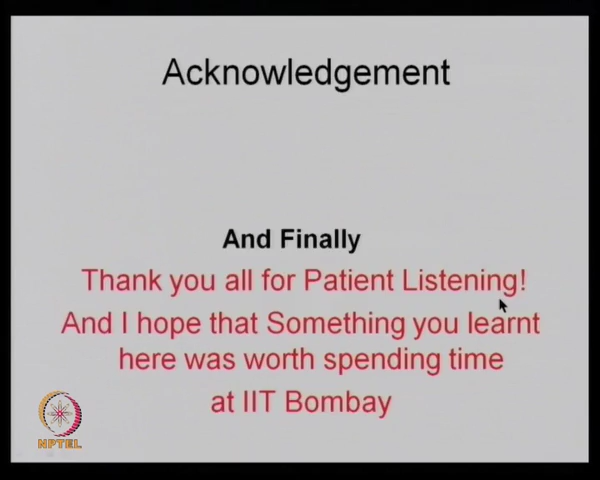 Acknowledgement
And Finally
Thank you all for Patient Listening!
And I hope that Something you learnt
here was worth spending time
at IIT Bombay
NPTEL